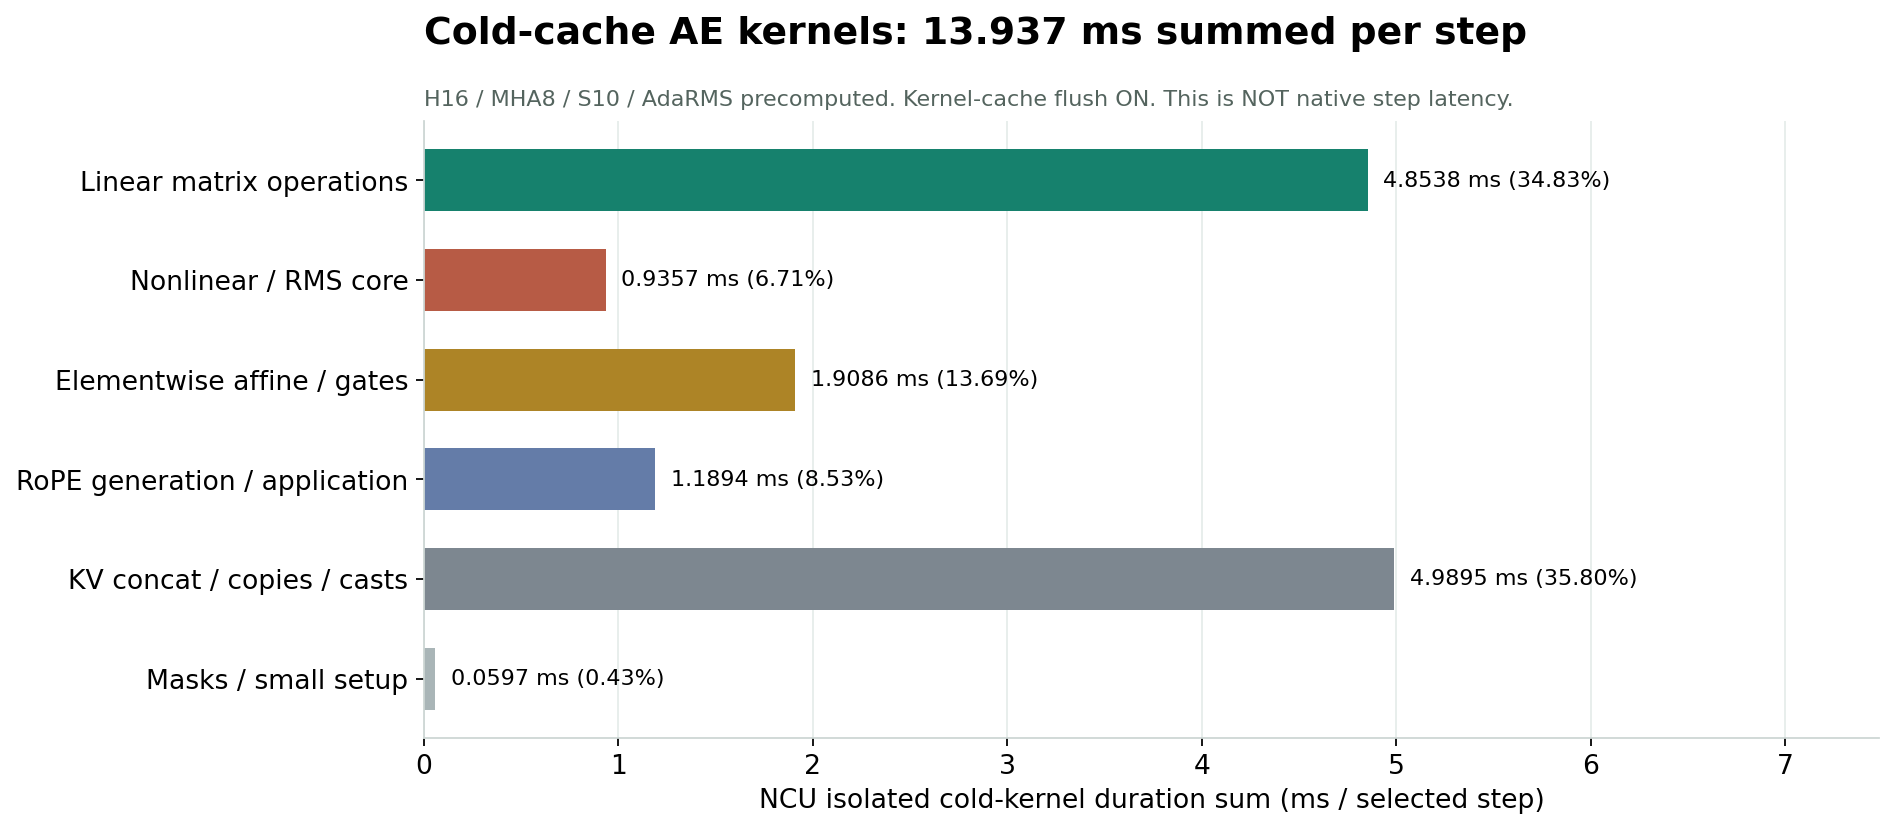 Cold-cache AE kernels: 13.937 ms summed per step
H16 / MHA8 / S10 / AdaRMS precomputed. Kernel-cache flush ON. This is NOT native step latency.
Linear matrix operations
4.8538 ms (34.83%)
Nonlinear / RMS core
0.9357 ms (6.71%)
Elementwise affine / gates
1.9086 ms (13.69%)
RoPE generation / application
1.1894 ms (8.53%)
KV concat / copies / casts
4.9895 ms (35.80%)
Masks / small setup
0.0597 ms (0.43%)
0 1 2 3 4 5 6 7
NCU isolated cold-kernel duration sum (ms / selected step)